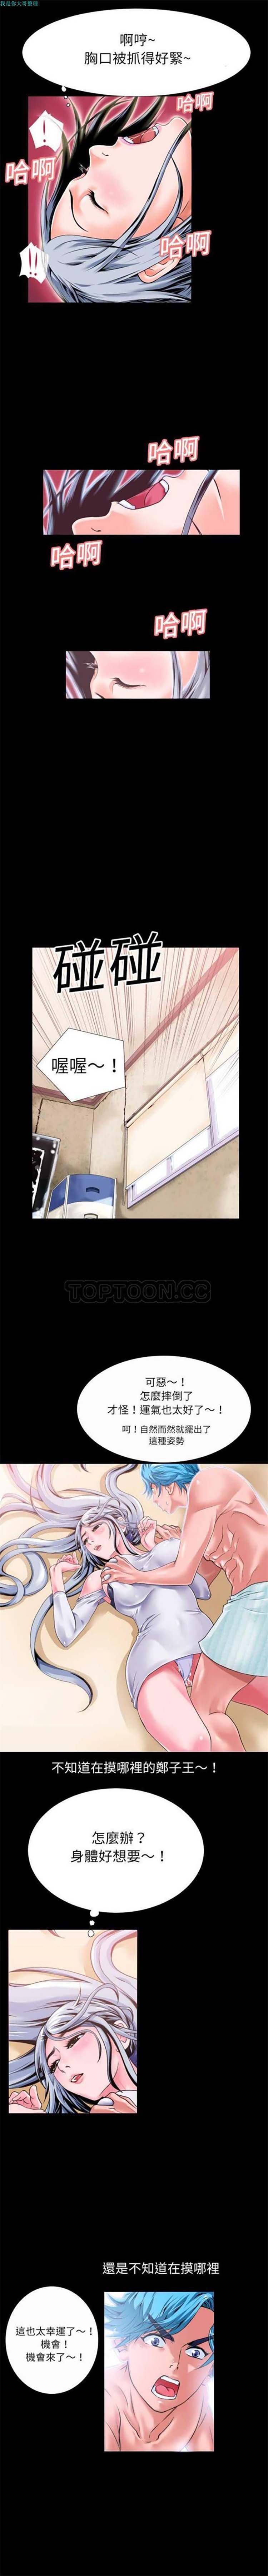 我是你大哥整理
啊哼~
胸口被抓得好緊~
哈啊
!
哈啊
哈啊
!!
哈啊
哈啊
哈啊
碰碰
喔喔～！
TOPTOON.CC
可惡～！
怎麼摔倒了
才怪！運氣也太好了～！
呵！自然而然就擺出了
這種姿勢
不知道在摸哪裡的鄭子王～！
怎麼辦？
身體好想要～！
還是不知道在摸哪裡
這也太幸運了～！
機會！
機會來了～！